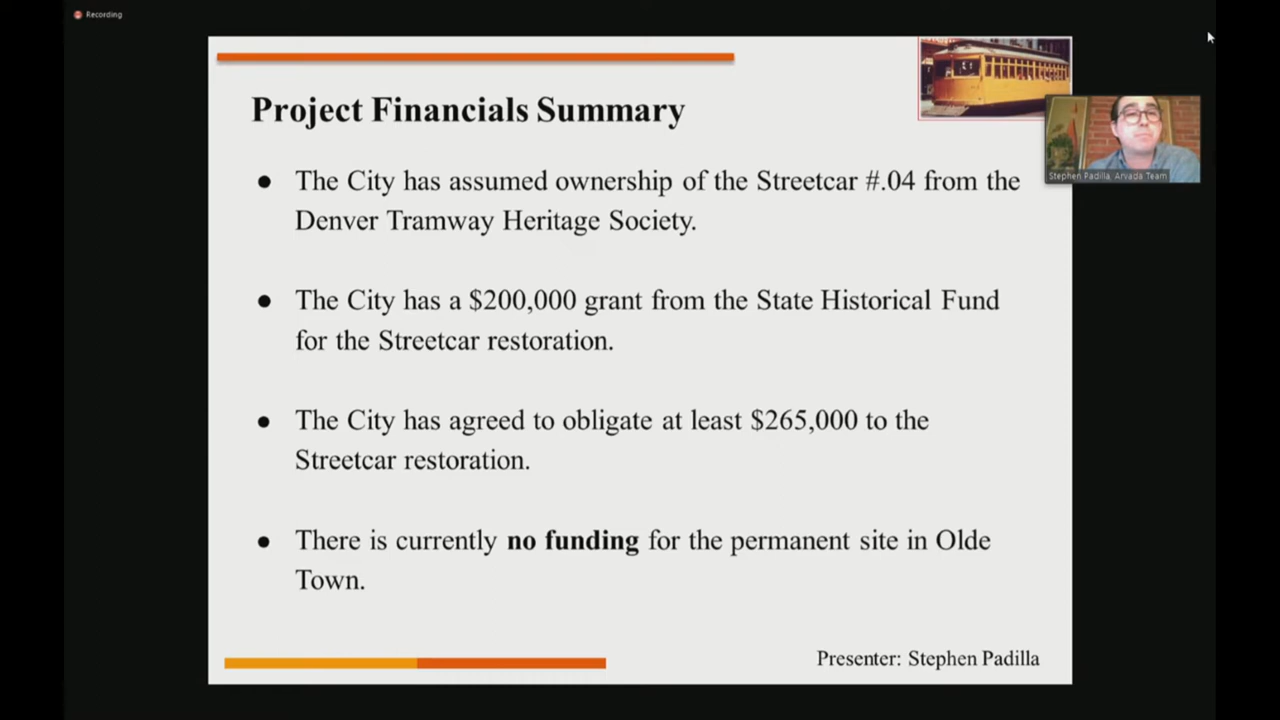 Recording
Project Financials Summary
● The City has assumed ownership of the Streetcar #.04 from the
Denver Tramway Heritage Society.
● The City has a $200,000 grant from the State Historical Fund
for the Streetcar restoration.
● The City has agreed to obligate at least $265,000 to the
Streetcar restoration.
● There is currently no funding for the permanent site in Olde
Town.
Presenter: Stephen Padilla
Stephen Padilla, Arvada Team